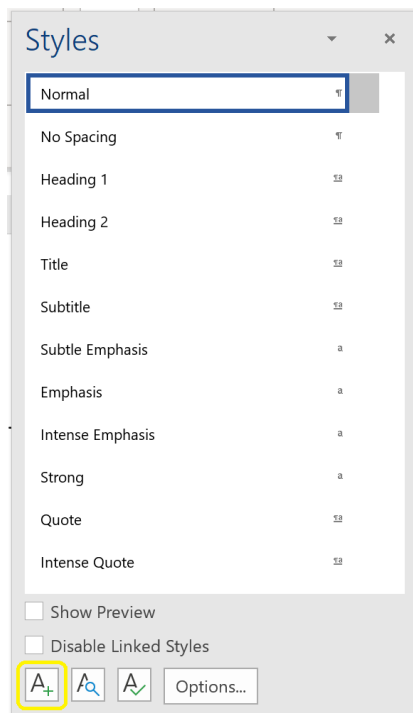 Styles
Normal ¶
No Spacing ¶
Heading 1 ¶a
Heading 2 ¶a
Title ¶a
Subtitle ¶a
Subtle Emphasis a
Emphasis a
Intense Emphasis a
Strong a
Quote ¶a
Intense Quote ¶a
Show Preview
Disable Linked Styles
Options...